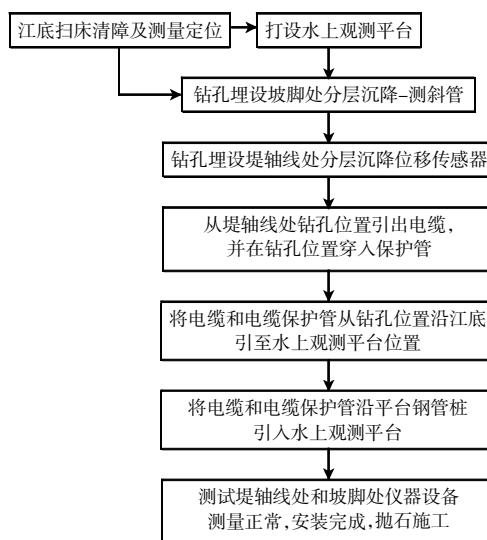 江底扫床清障及测量定位
打设水上观测平台
钻孔埋设坡脚处分层沉降-测斜管
钻孔埋设堤轴线处分层沉降位移传感器
从堤轴线处钻孔位置引出电缆，
并在钻孔位置穿入保护管
将电缆和电缆保护管从钻孔位置沿江底
引至水上观测平台位置
将电缆和电缆保护管沿平台钢管桩
引入水上观测平台
测试堤轴线处和坡脚处仪器设备
测量正常，安装完成，抛石施工